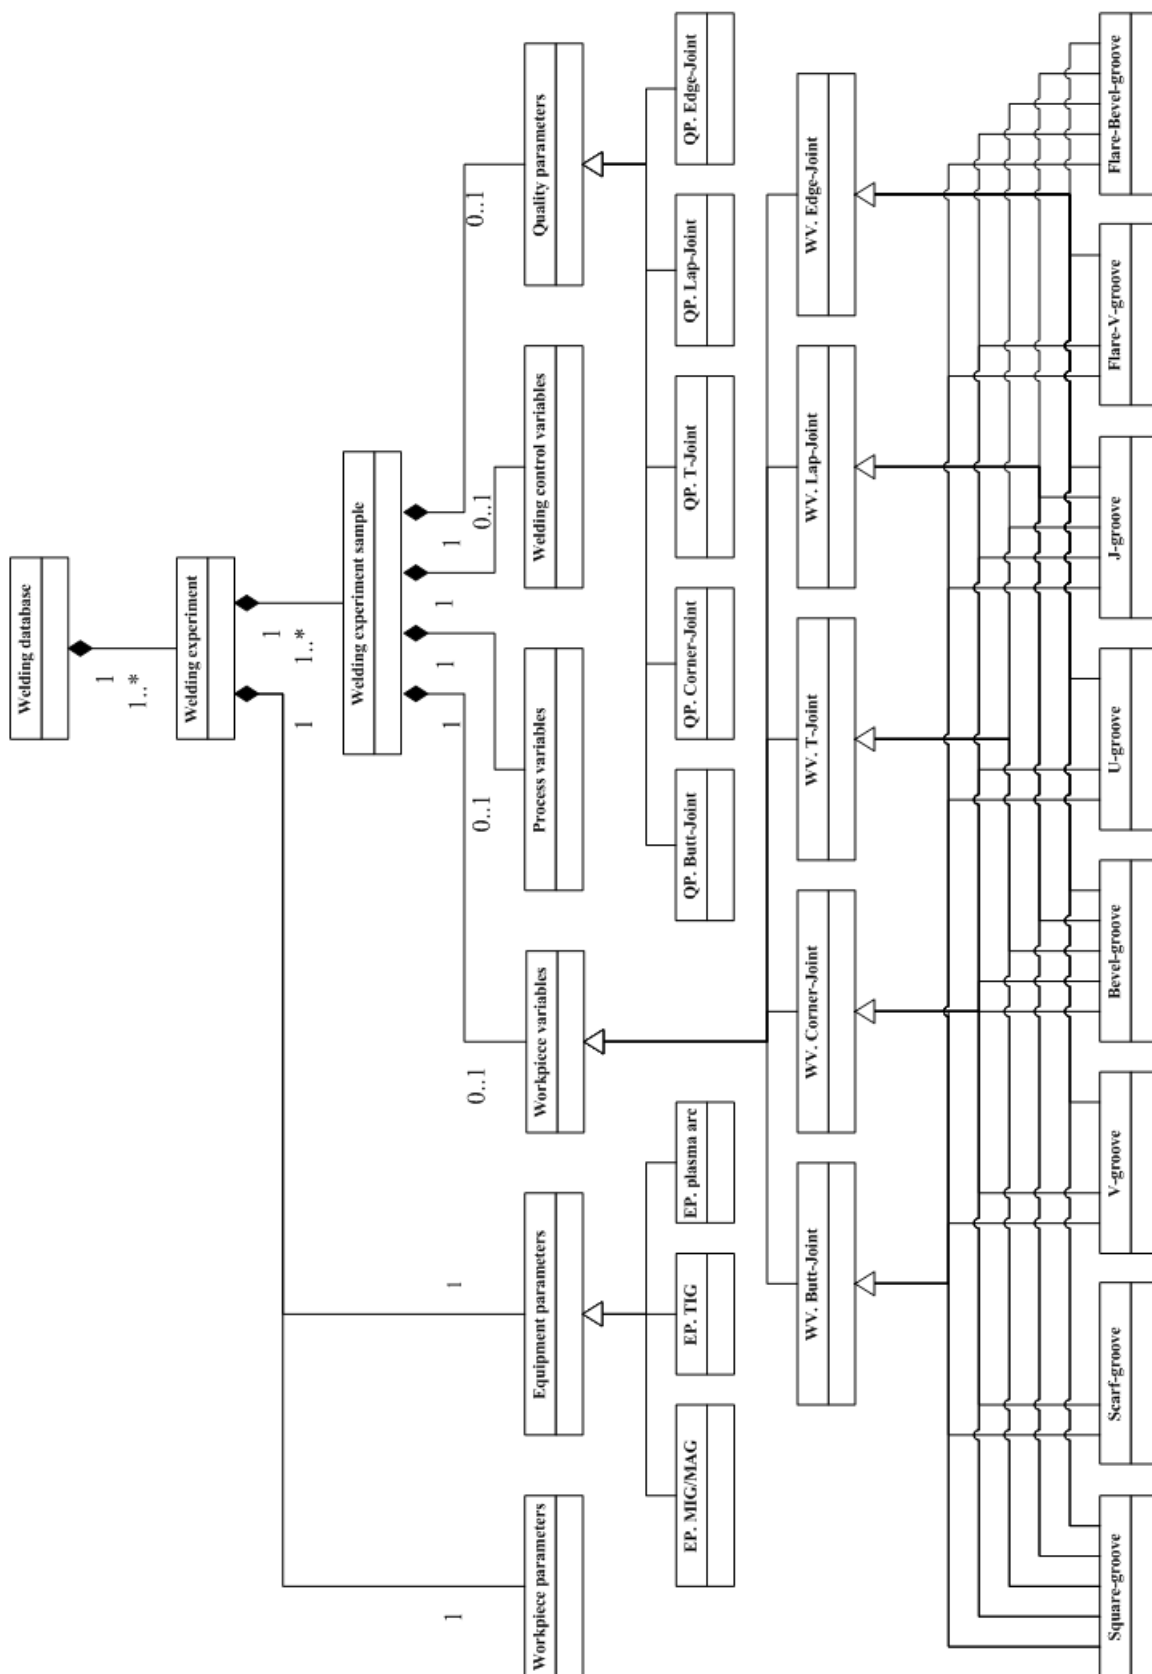 Welding database
1
1..*
Welding experiment
1
1
1..*
Welding experiment sample
1
1
1
1
0..1
0..1
0..1
0..1
1
1
Workpiece parameters
Equipment parameters
Workpiece variables
Process variables
Welding control variables
Quality parameters
EP. MIG/MAG
EP. TIG
EP. plasma arc
QP. Butt-Joint
QP. Corner-Joint
QP. T-Joint
QP. Lap-Joint
QP. Edge-Joint
WV. Butt-Joint
WV. Corner-Joint
WV. T-Joint
WV. Lap-Joint
WV. Edge-Joint
Square-groove
Scarf-groove
V-groove
Bevel-groove
U-groove
J-groove
Flare-V-groove
Flare-Bevel-groove